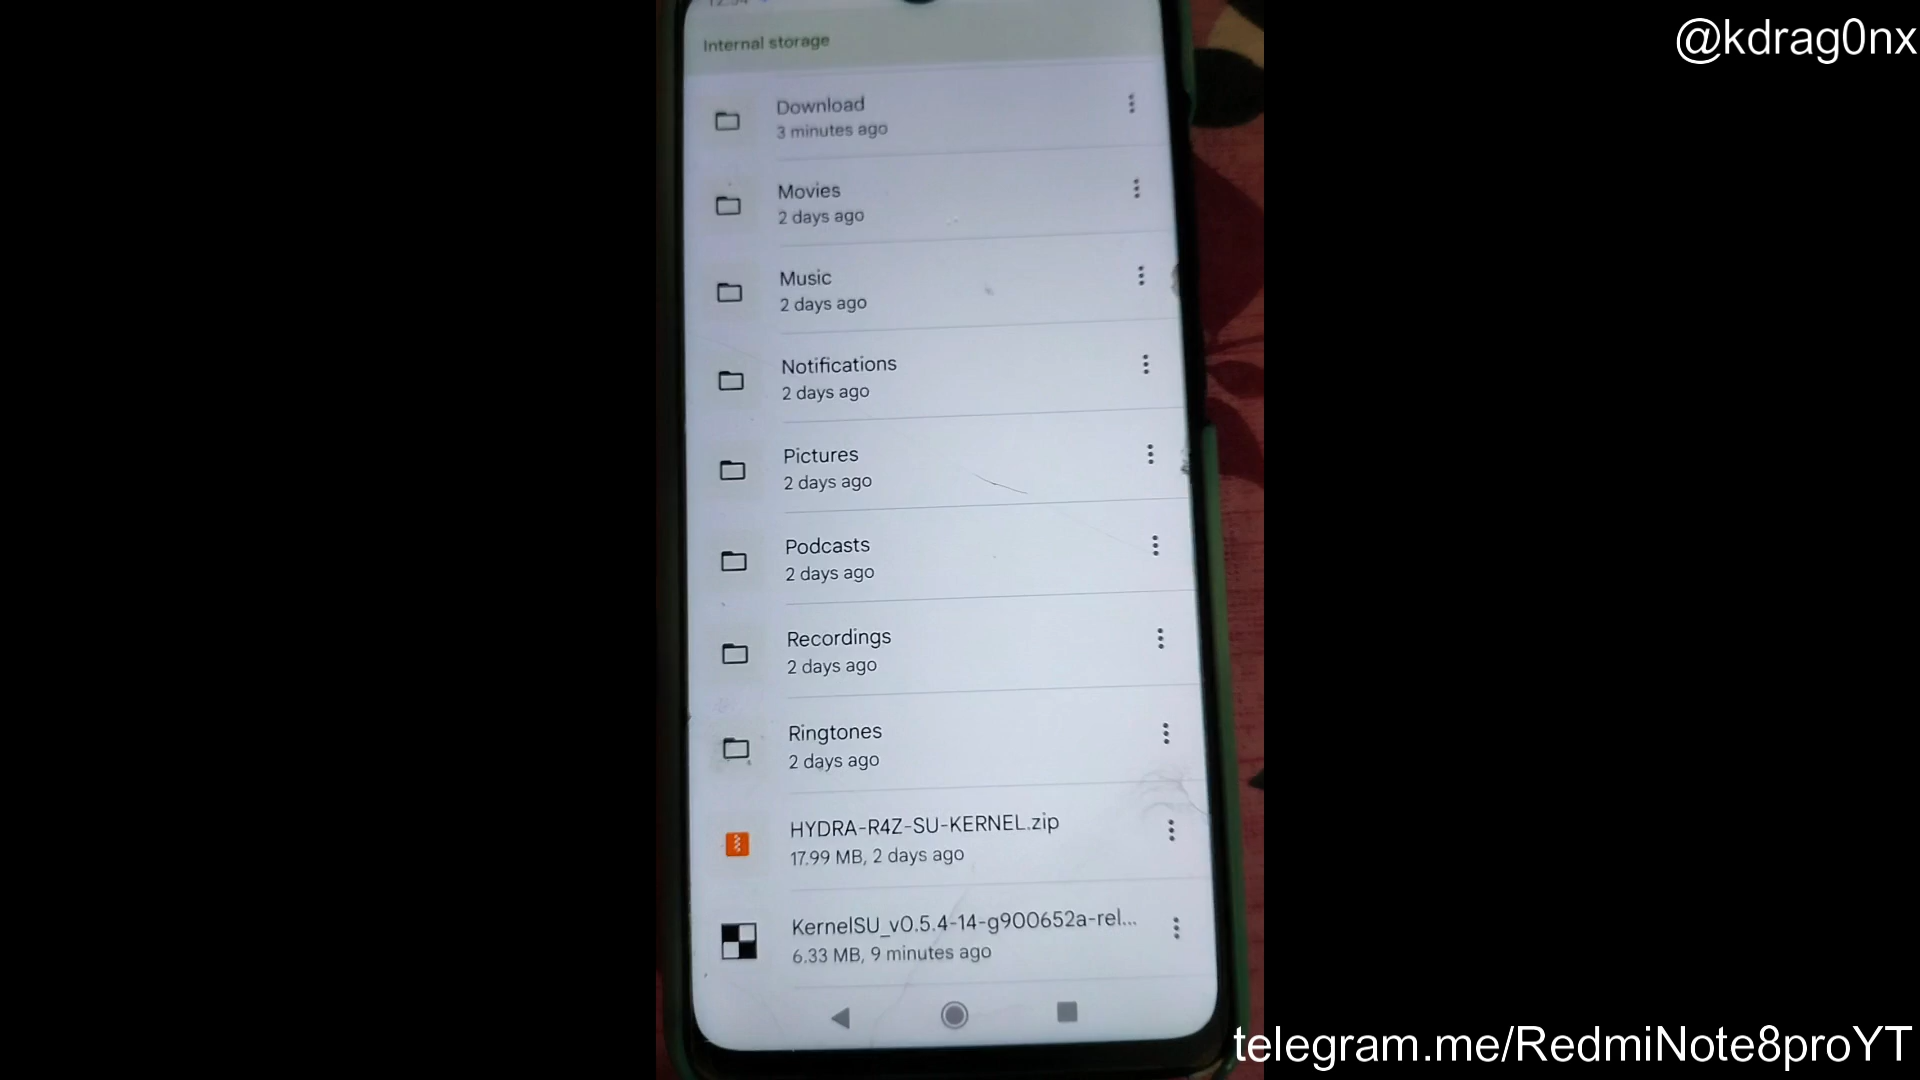 @kdrag0nx
Internal storage
Download
3 minutes ago
Movies
2 days ago
Music
2 days ago
Notifications
2 days ago
Pictures
2 days ago
Podcasts
2 days ago
Recordings
2 days ago
Ringtones
2 days ago
HYDRA-R4Z-SU-KERNEL.zip
17.99 MB, 2 days ago
KernelSU_v0.5.4-14-g900652a-rel...
6.33 MB, 9 minutes ago
telegram.me/RedmiNote8proYT